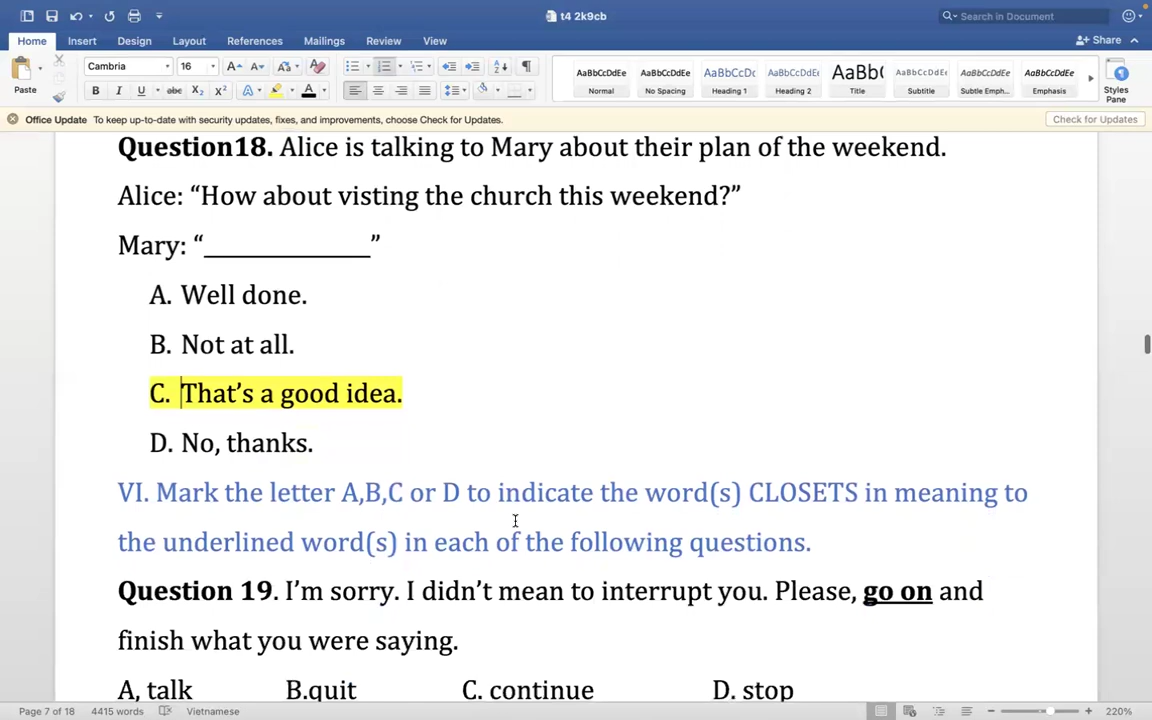 t4 2k9cb
Search in Document
Home Insert Design Layout References Mailings Review View
Share
Paste
Cambria 16
AaBbCcDdEe AaBbCcDdEe AaBbCcDc AaBbCcDdEe AaBb( AaBbCcDdEe AaBbCcDdEe AaBbCcDdEe
Normal No Spacing Heading 1 Heading 2 Title Subtitle Subtle Emph... Emphasis
Styles Pane
Office Update To keep up-to-date with security updates, fixes, and improvements, choose Check for Updates. Check for Updates
Question18. Alice is talking to Mary about their plan of the weekend.
Alice: “How about visting the church this weekend?”
Mary: “______________”
A. Well done.
B. Not at all.
C. That’s a good idea.
D. No, thanks.
VI. Mark the letter A,B,C or D to indicate the word(s) CLOSETS in meaning to
the underlined word(s) in each of the following questions.
Question 19. I’m sorry. I didn’t mean to interrupt you. Please, go on and
finish what you were saying.
A, talk B.quit C. continue D. stop
Page 7 of 18 4415 words Vietnamese 220%